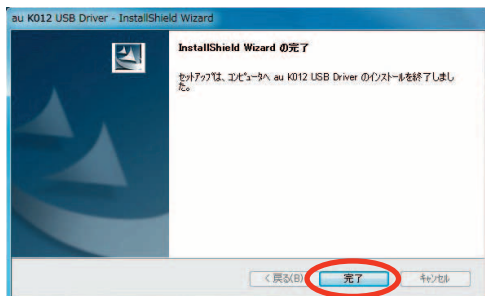 au K012 USB Driver - InstallShield Wizard
InstallShield Wizard の完了
セットアップは、コンピュータへ au K012 USB Driver のインストールを終了しまし
た。
< 戻る(B)
完了
キャンセル